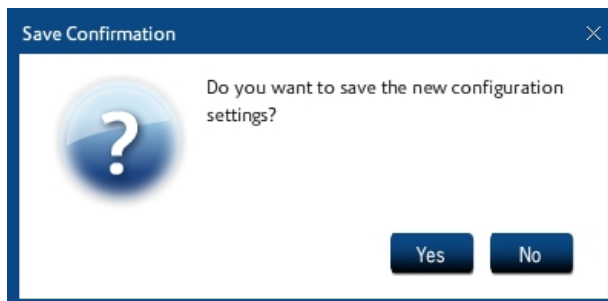 Save Confirmation
Do you want to save the new configuration
settings?
?
Yes
No